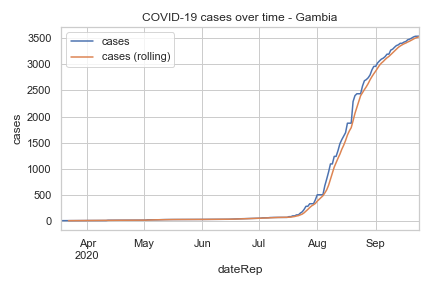 COVID-19 cases over time - Gambia
cases
cases (rolling)
3500
3000
2500
2000
1500
1000
500
0
cases
Apr
2020
May
Jun
Jul
Aug
Sep
dateRep